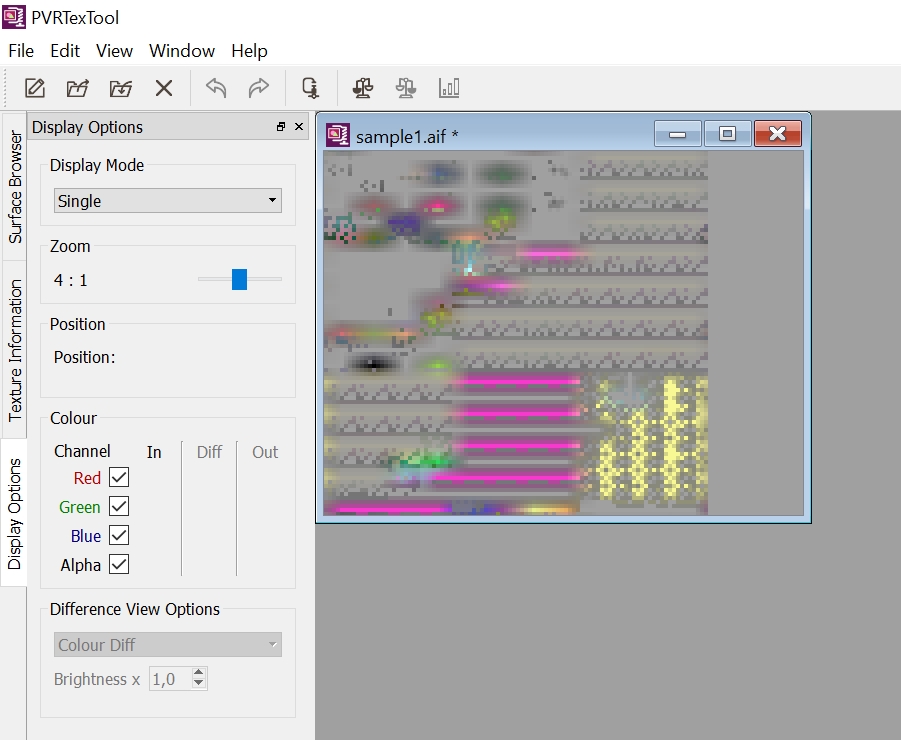 PVRTexTool
File Edit View Window Help
Surface Browser
Texture Information
Display Options
Display Options
Display Mode
Single
Zoom
4 : 1
Position
Position:
Colour
Channel In Diff Out
Red
Green
Blue
Alpha
Difference View Options
Colour Diff
Brightness x 1,0
sample1.aif *